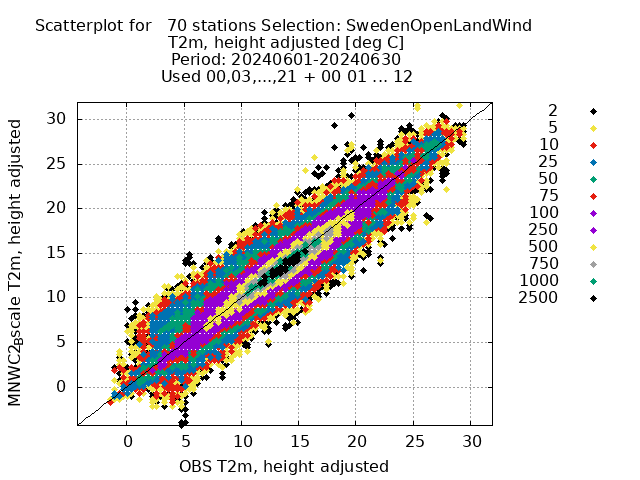 Scatterplot for   70 stations Selection: SwedenOpenLandWind
T2m, height adjusted [deg C]
Period: 20240601-20240630
Used 00,03,...,21 + 00 01 ... 12
MNWC2Bscale T2m, height adjusted
30
25
20
15
10
5
0
0 5 10 15 20 25 30
OBS T2m, height adjusted
2
5
10
25
50
75
100
250
500
750
1000
2500